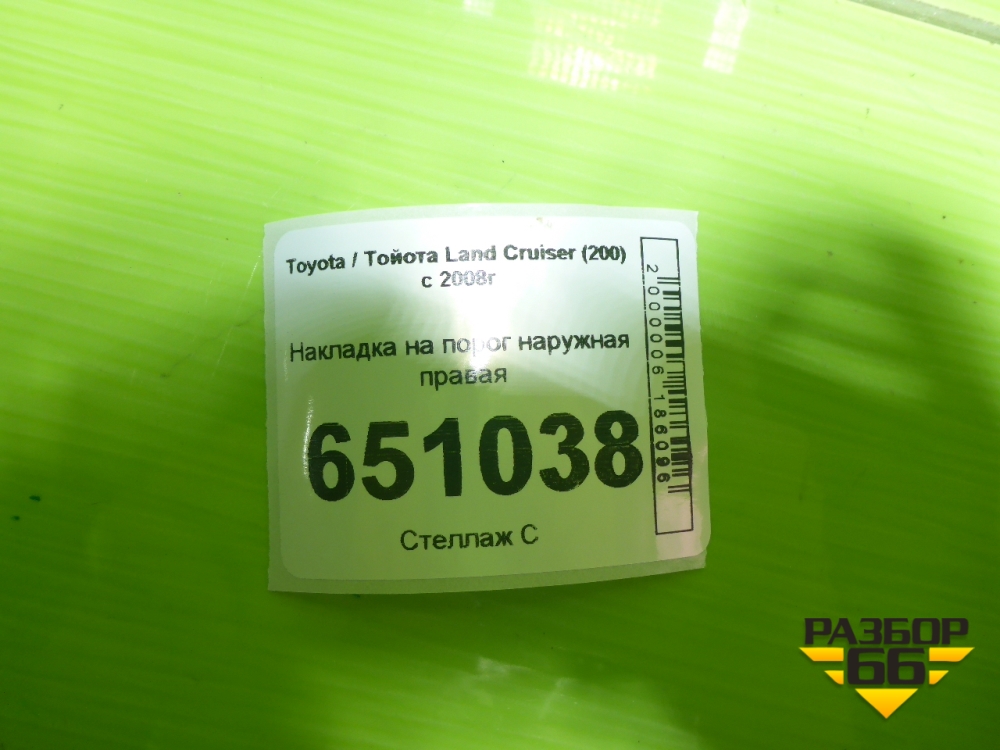 Toyota / Тойота Land Cruiser (200)
с 2008г
Накладка на порог наружная
правая
651038
Стеллаж С
2000006186096
РАЗБОР
66